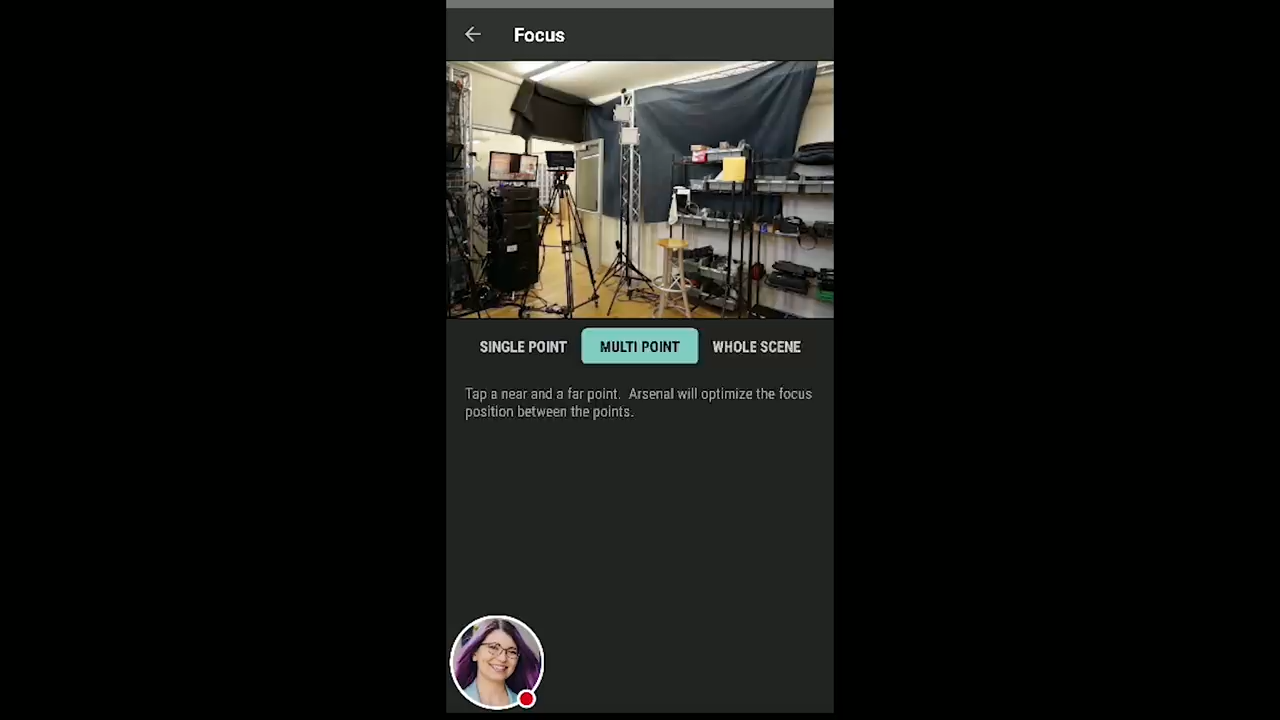 Focus
SINGLE POINT
MULTI POINT
WHOLE SCENE
Tap a near and a far point. Arsenal will optimize the focus
position between the points.